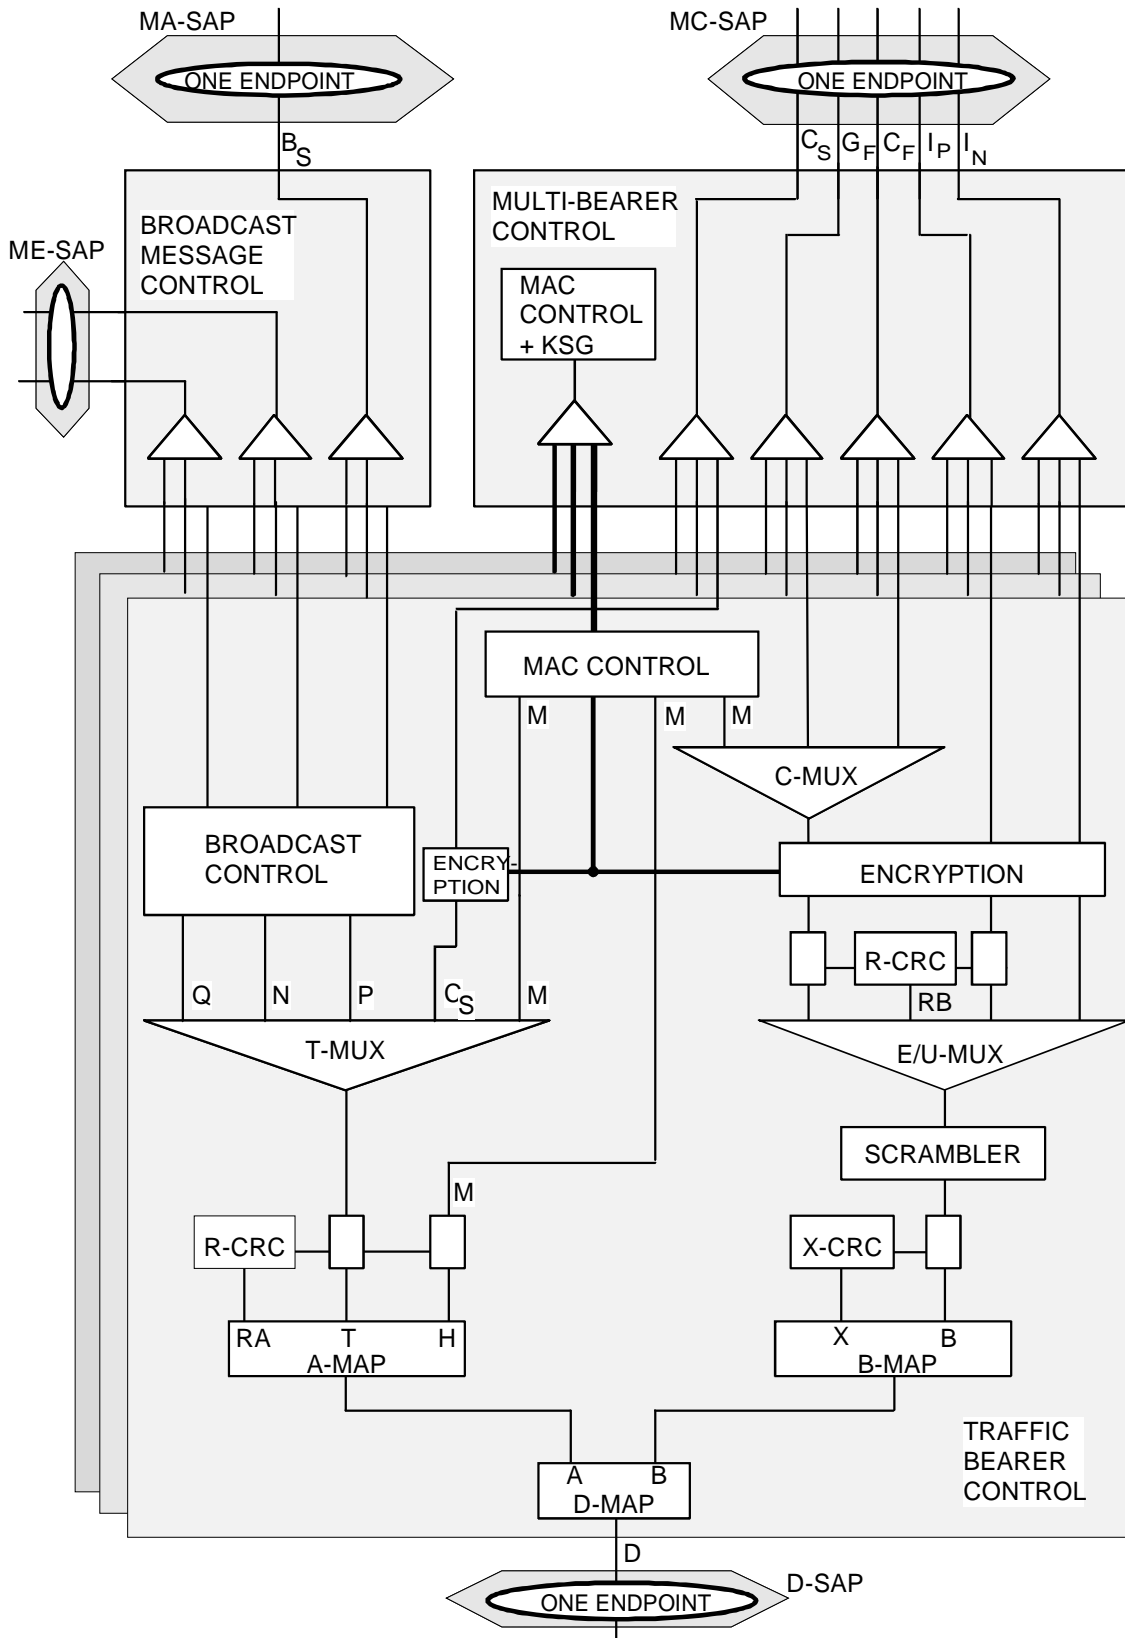 MA-SAP
MC-SAP
ONE ENDPOINT
ONE ENDPOINT
BS
CS GF CF IP IN
BROADCAST
MESSAGE
CONTROL
MULTI-BEARER
CONTROL
ME-SAP
MAC
CONTROL
+ KSG
MAC CONTROL
M
M
M
C-MUX
BROADCAST
CONTROL
ENCRY-
PTION
ENCRYPTION
R-CRC
Q
N
P
CS
M
RB
T-MUX
E/U-MUX
SCRAMBLER
M
R-CRC
X-CRC
RA
T
H
A-MAP
X
B
B-MAP
TRAFFIC
BEARER
CONTROL
A
B
D-MAP
D
D-SAP
ONE ENDPOINT